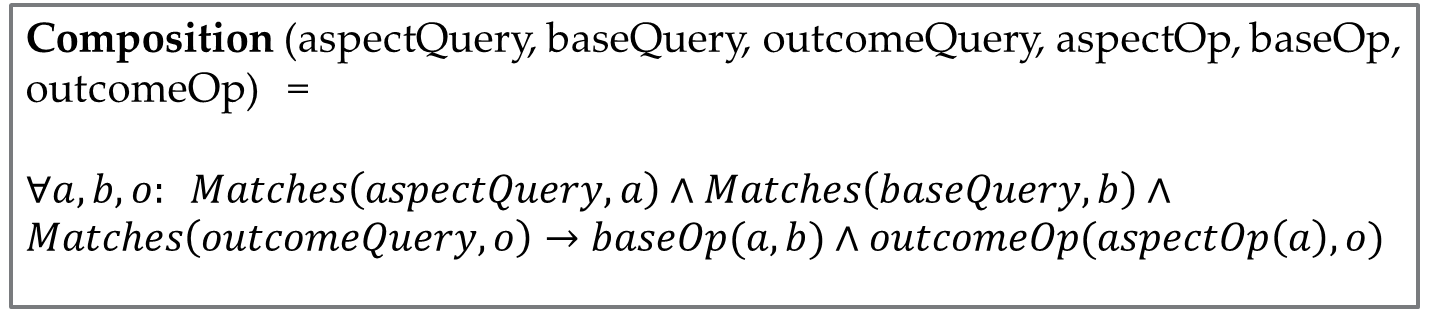 Composition (aspectQuery, baseQuery, outcomeQuery, aspectOp, baseOp,
outcomeOp) =
∀a, b, o: Matches(aspectQuery, a) ∧ Matches(baseQuery, b) ∧
Matches(outcomeQuery, o) → baseOp(a, b) ∧ outcomeOp(aspectOp(a), o)